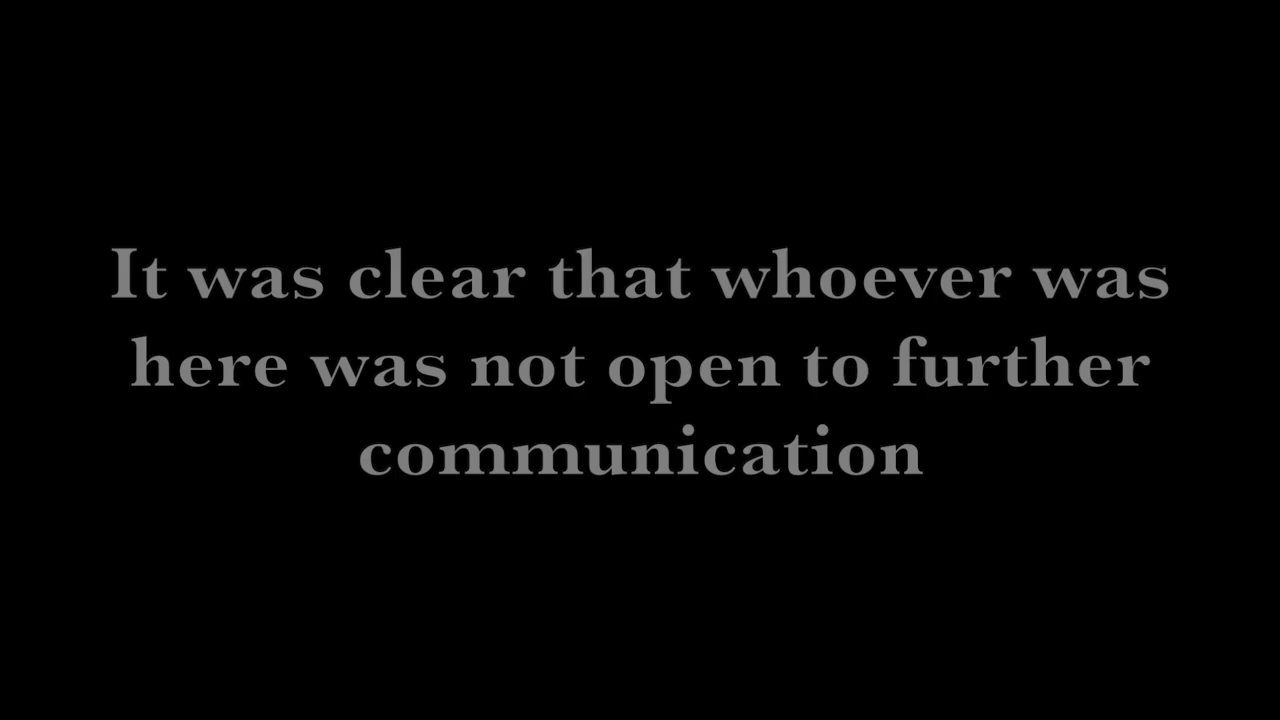 It was clear that whoever was
here was not open to further
communication